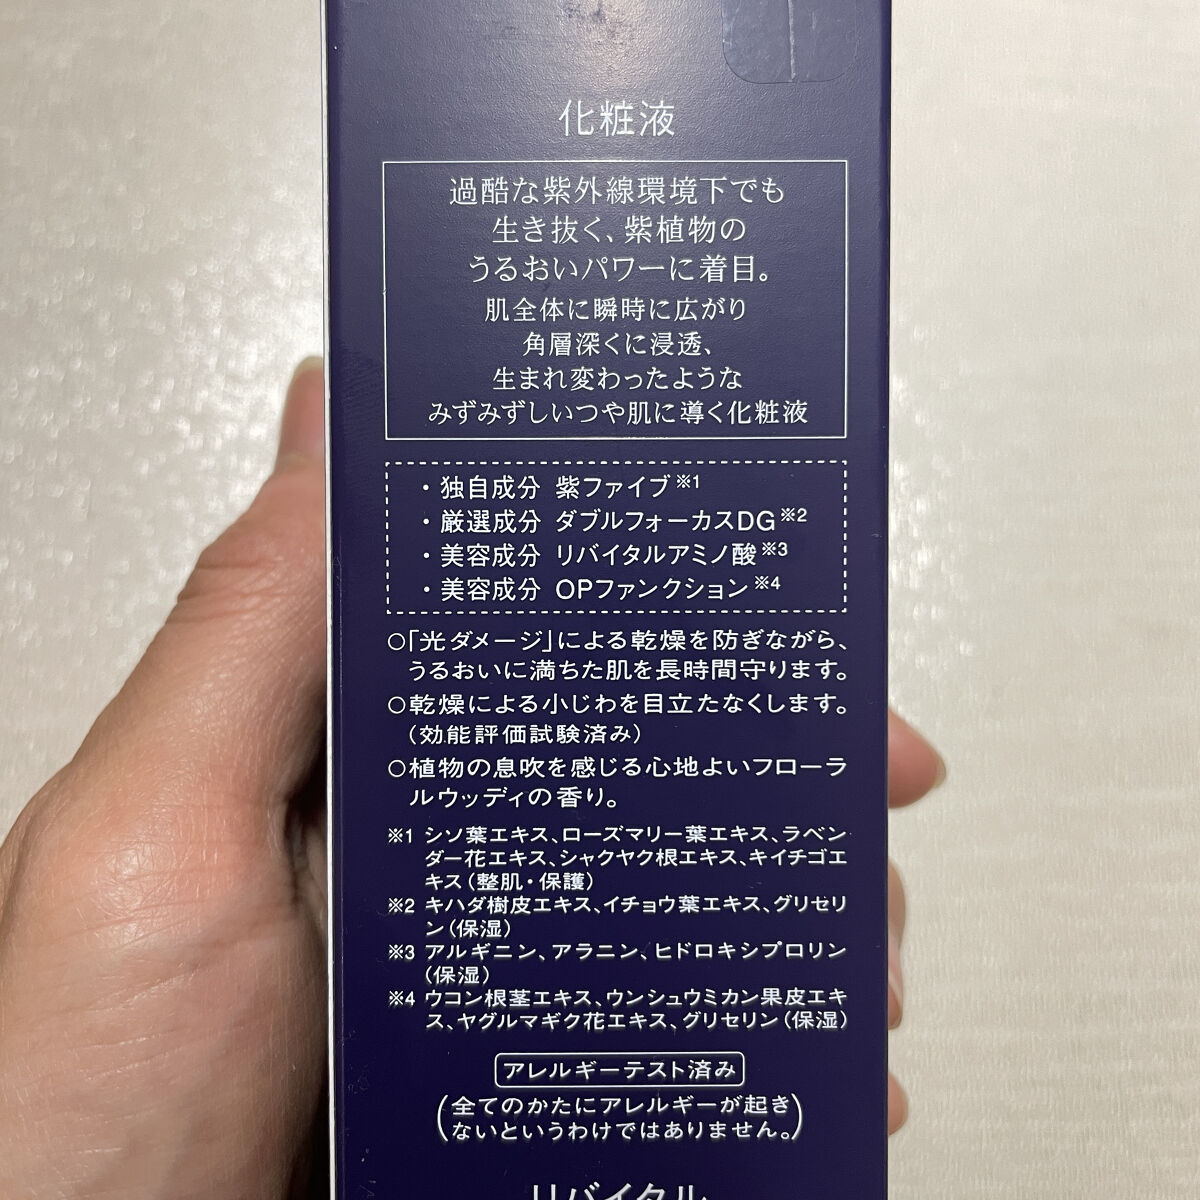 化粧液
過酷な紫外線環境下でも
生き抜く、紫植物の
うるおいパワーに着目。
肌全体に瞬時に広がり
角層深くに浸透、
生まれ変わったような
みずみずしいつや肌に導く化粧液
・独自成分 紫ファイブ※1
・厳選成分 ダブルフォーカスDG※2
・美容成分 リバイタルアミノ酸※3
・美容成分 OPファンクション※4
○「光ダメージ」による乾燥を防ぎながら、
うるおいに満ちた肌を長時間守ります。
○乾燥による小じわを目立たなくします。
(効能評価試験済み)
○植物の息吹を感じる心地よいフローラ
ルウッディの香り。
※1 シソ葉エキス、ローズマリー葉エキス、ラベン
ダー花エキス、シャクヤク根エキス、キイチゴエ
キス(整肌・保護)
※2 キハダ樹皮エキス、イチョウ葉エキス、グリセリ
ン(保湿)
※3 アルギニン、アラニン、ヒドロキシプロリン
(保湿)
※4 ウコン根茎エキス、ウンシュウミカン果皮エキ
ス、ヤグルマギク花エキス、グリセリン(保湿)
アレルギーテスト済み
(全てのかたにアレルギーが起き
ないというわけではありません。)
リバイタル